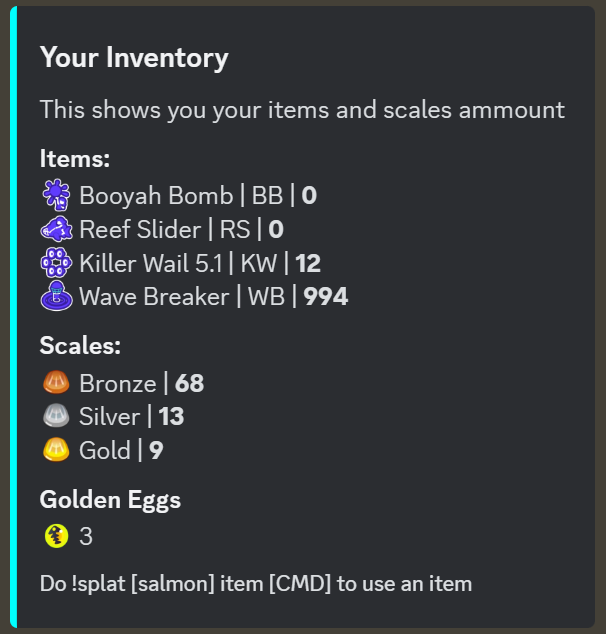 Your Inventory
This shows you your items and scales ammount
Items:
Booyah Bomb | BB | 0
Reef Slider | RS | 0
Killer Wail 5.1 | KW | 12
Wave Breaker | WB | 994
Scales:
Bronze | 68
Silver | 13
Gold | 9
Golden Eggs
3
Do !splat [salmon] item [CMD] to use an item